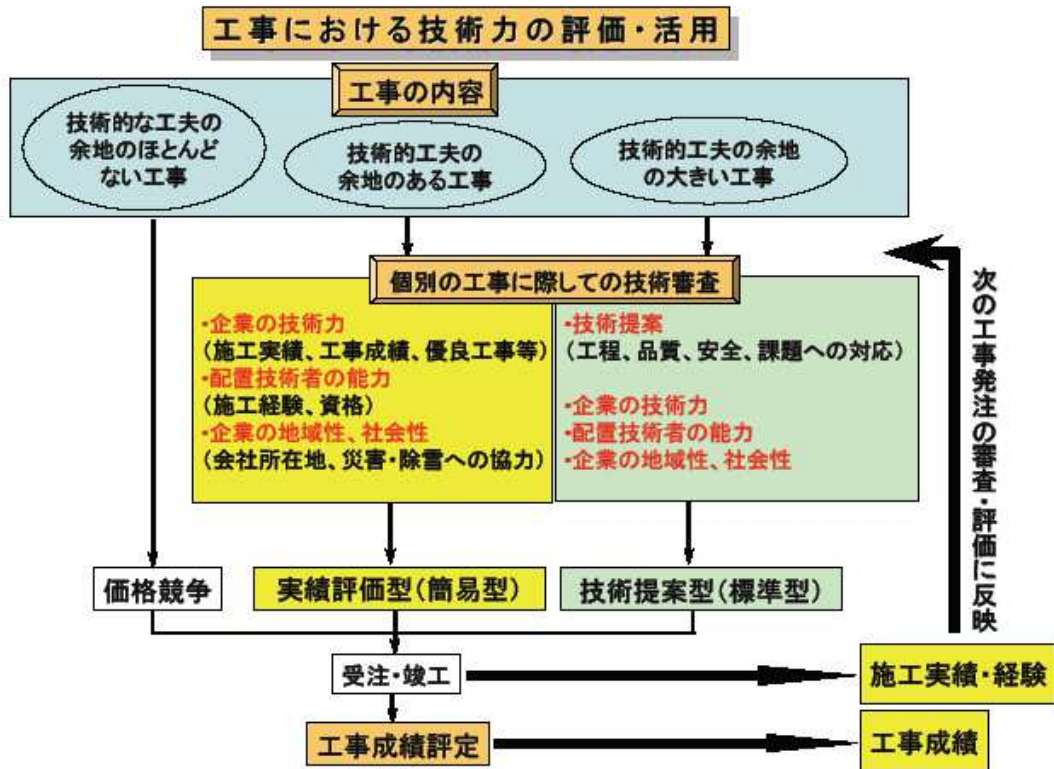 工事における技術力の評価・活用
工事の内容
技術的な工夫の
余地のほとんど
ない工事
技術的工夫の
余地のある工事
技術的工夫の余地
の大きい工事
個別の工事に際しての技術審査
・企業の技術力
(施工実績、工事成績、優良工事等)
・配置技術者の能力
(施工経験、資格)
・企業の地域性、社会性
(会社所在地、災害・除雪への協力)
・技術提案
(工程、品質、安全、課題への対応)
・企業の技術力
・配置技術者の能力
・企業の地域性、社会性
次の工事発注の審査・評価に反映
価格競争
実績評価型(簡易型)
技術提案型(標準型)
受注・竣工
施工実績・経験
工事成績評定
工事成績